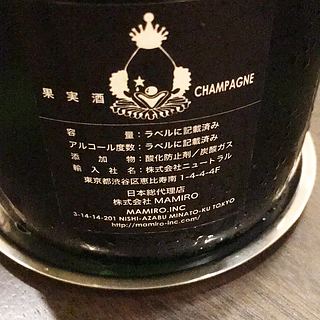 果実酒 CHAMPAGNE
容量：ラベルに記載済み
アルコール度数：ラベルに記載済み
添加物：酸化防止剤／炭酸ガス
輸入社名：株式会社ニュートラル
東京都渋谷区恵比寿南 1-4-4-4F
日本総代理店
株式会社 MAMIRO
MAMIRO.INC
3-14-14-201 NISHI-AZABU MINATO-KU TOKYO
http://mamiro-inc.com/